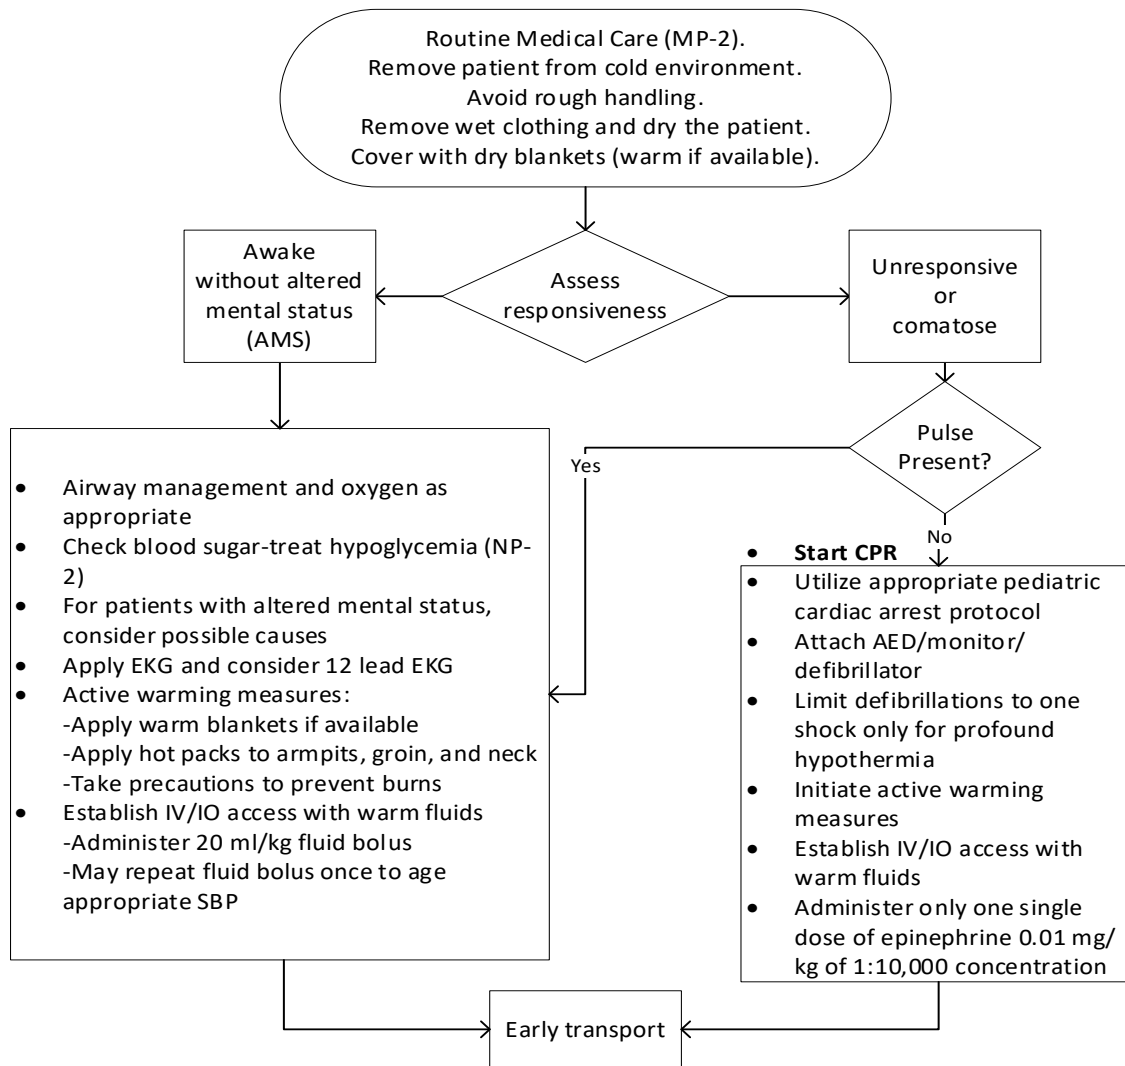 Routine Medical Care (MP-2).
Remove patient from cold environment.
Avoid rough handling.
Remove wet clothing and dry the patient.
Cover with dry blankets (warm if available).
Awake
without altered
mental status
(AMS)
Assess
responsiveness
Unresponsive
or
comatose
Pulse
Present?
Yes
No
• Airway management and oxygen as
appropriate
• Check blood sugar-treat hypoglycemia (NP-
2)
• For patients with altered mental status,
consider possible causes
• Apply EKG and consider 12 lead EKG
• Active warming measures:
-Apply warm blankets if available
-Apply hot packs to armpits, groin, and neck
-Take precautions to prevent burns
• Establish IV/IO access with warm fluids
-Administer 20 ml/kg fluid bolus
-May repeat fluid bolus once to age
appropriate SBP
• Start CPR
• Utilize appropriate pediatric
cardiac arrest protocol
• Attach AED/monitor/
defibrillator
• Limit defibrillations to one
shock only for profound
hypothermia
• Initiate active warming
measures
• Establish IV/IO access with
warm fluids
• Administer only one single
dose of epinephrine 0.01 mg/
kg of 1:10,000 concentration
Early transport